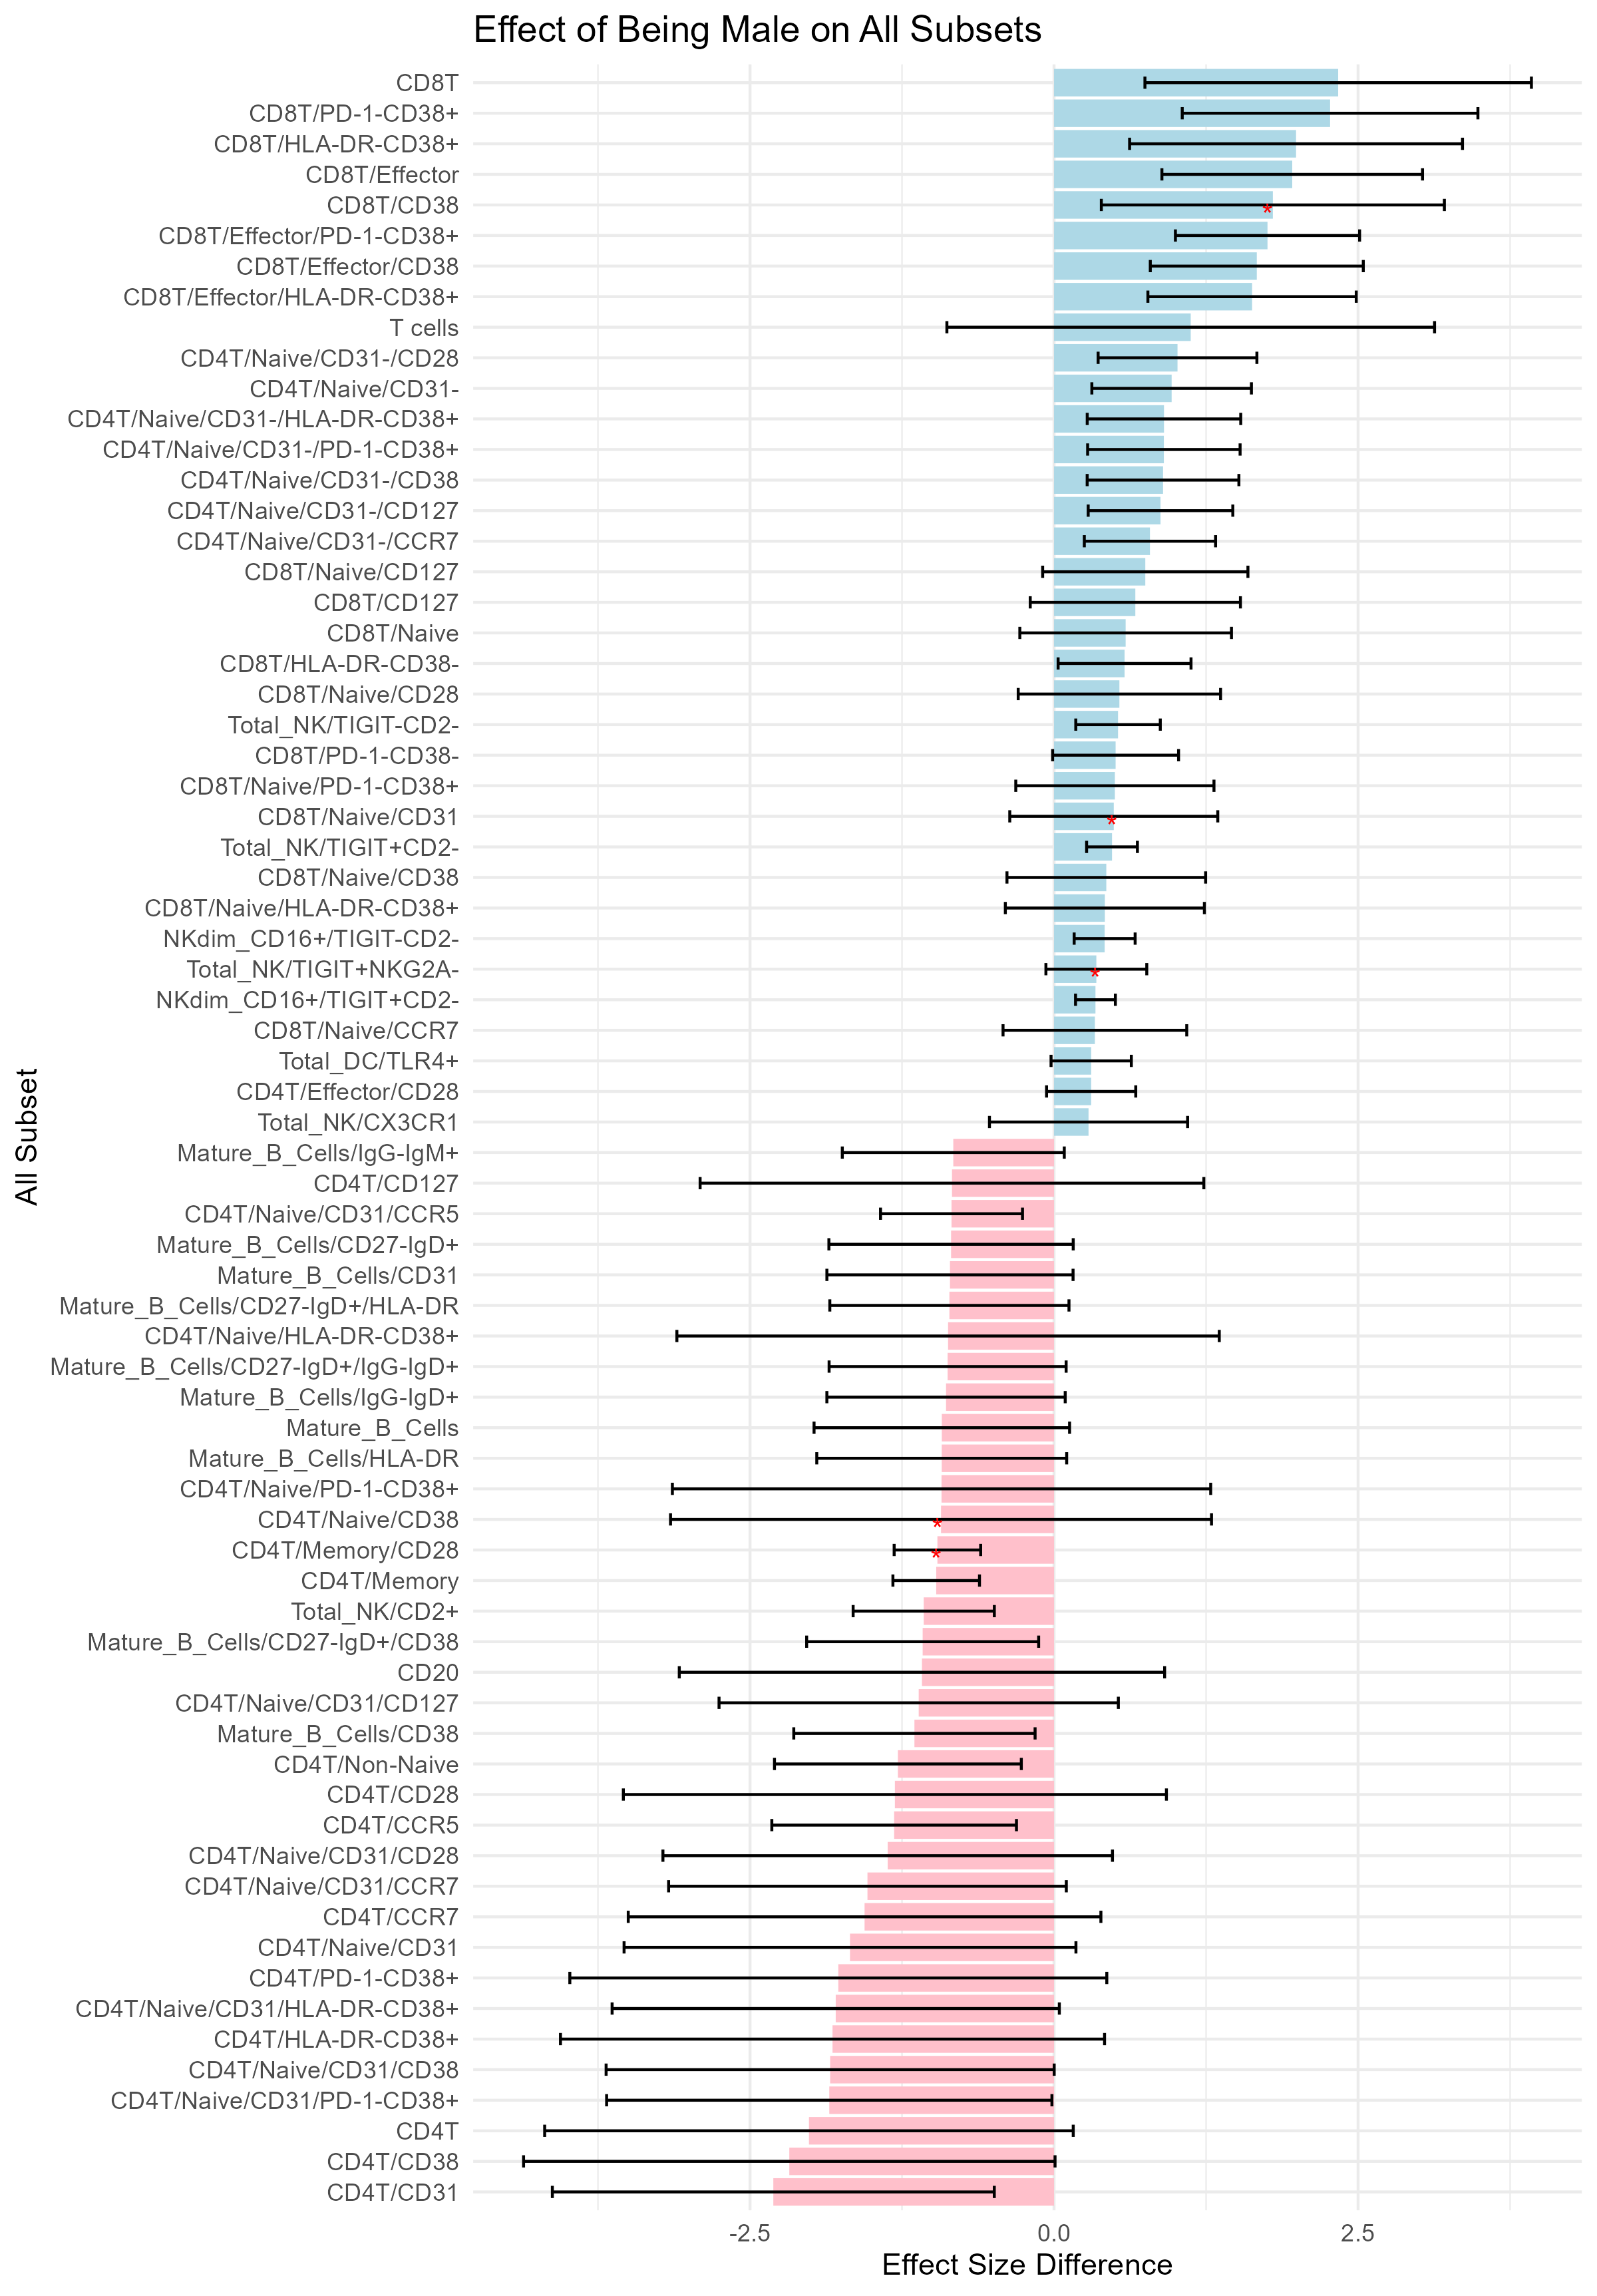 Effect of Being Male on All Subsets
CD8T
CD8T/PD-1-CD38+
CD8T/HLA-DR-CD38+
CD8T/Effector
CD8T/CD38
*
CD8T/Effector/PD-1-CD38+
CD8T/Effector/CD38
CD8T/Effector/HLA-DR-CD38+
T cells
CD4T/Naive/CD31-/CD28
CD4T/Naive/CD31-
CD4T/Naive/CD31-/HLA-DR-CD38+
CD4T/Naive/CD31-/PD-1-CD38+
CD4T/Naive/CD31-/CD38
CD4T/Naive/CD31-/CD127
CD4T/Naive/CD31-/CCR7
CD8T/Naive/CD127
CD8T/CD127
CD8T/Naive
CD8T/HLA-DR-CD38-
CD8T/Naive/CD28
Total_NK/TIGIT-CD2-
CD8T/PD-1-CD38-
CD8T/Naive/PD-1-CD38+
CD8T/Naive/CD31
*
Total_NK/TIGIT+CD2-
CD8T/Naive/CD38
CD8T/Naive/HLA-DR-CD38+
NKdim_CD16+/TIGIT-CD2-
Total_NK/TIGIT+NKG2A-
*
NKdim_CD16+/TIGIT+CD2-
CD8T/Naive/CCR7
Total_DC/TLR4+
CD4T/Effector/CD28
Total_NK/CX3CR1
Mature_B_Cells/IgG-IgM+
CD4T/CD127
CD4T/Naive/CD31/CCR5
Mature_B_Cells/CD27-IgD+
Mature_B_Cells/CD31
Mature_B_Cells/CD27-IgD+/HLA-DR
CD4T/Naive/HLA-DR-CD38+
Mature_B_Cells/CD27-IgD+/IgG-IgD+
Mature_B_Cells/IgG-IgD+
Mature_B_Cells
Mature_B_Cells/HLA-DR
CD4T/Naive/PD-1-CD38+
CD4T/Naive/CD38
*
CD4T/Memory/CD28
*
CD4T/Memory
Total_NK/CD2+
Mature_B_Cells/CD27-IgD+/CD38
CD20
CD4T/Naive/CD31/CD127
Mature_B_Cells/CD38
CD4T/Non-Naive
CD4T/CD28
CD4T/CCR5
CD4T/Naive/CD31/CD28
CD4T/Naive/CD31/CCR7
CD4T/CCR7
CD4T/Naive/CD31
CD4T/PD-1-CD38+
CD4T/Naive/CD31/HLA-DR-CD38+
CD4T/HLA-DR-CD38+
CD4T/Naive/CD31/CD38
CD4T/Naive/CD31/PD-1-CD38+
CD4T
CD4T/CD38
CD4T/CD31
All Subset
-2.5 0.0 2.5
Effect Size Difference